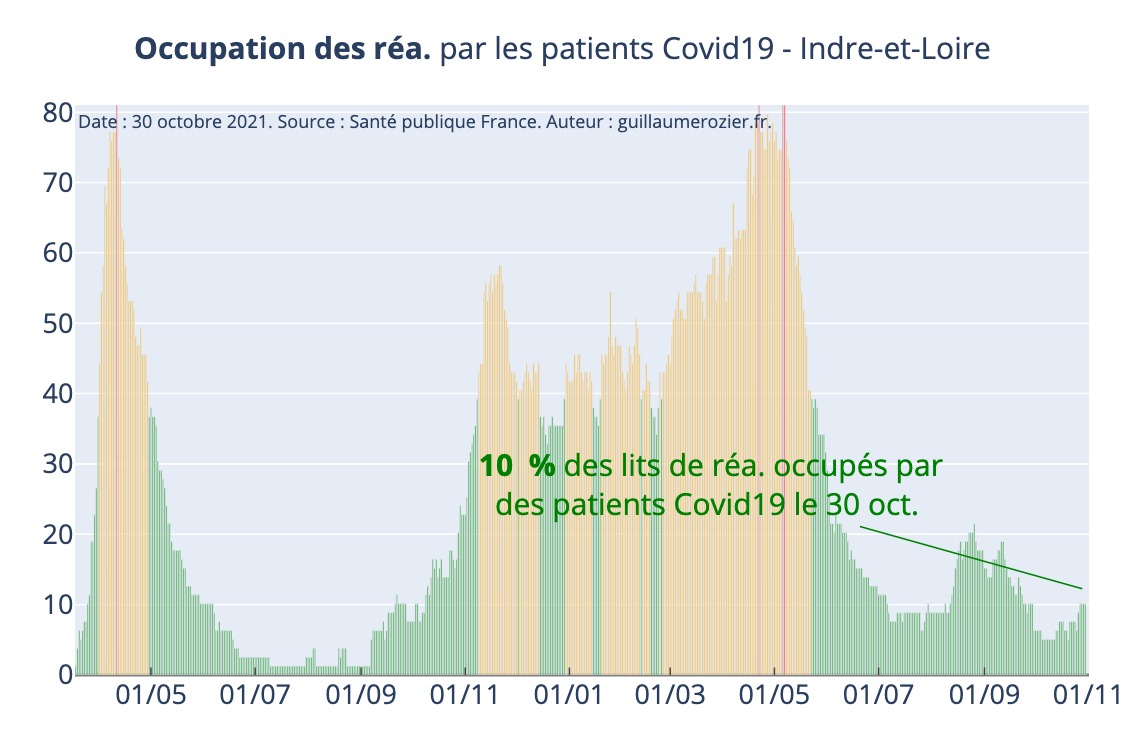 Occupation des réa. par les patients Covid19 - Indre-et-Loire
80
Date : 30 octobre 2021. Source : Santé publique France. Auteur : guillaumerozier.fr.
70
60
50
40
30
10 % des lits de réa. occupés par
des patients Covid19 le 30 oct.
20
10
0
01/05 01/07 01/09 01/11 01/01 01/03 01/05 01/07 01/09 01/11